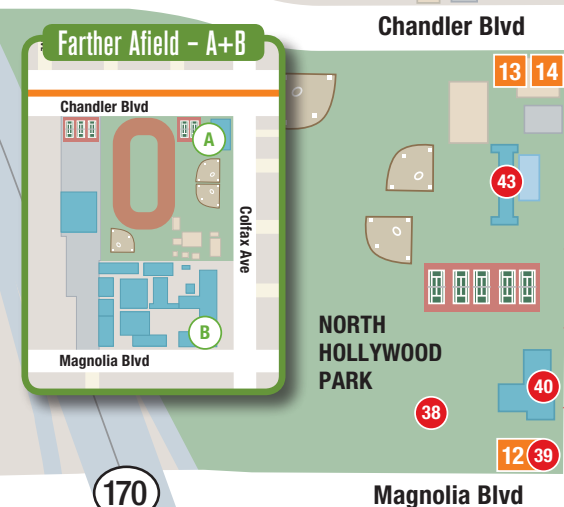 Chandler Blvd
Farther Afield – A+B
Chandler Blvd
A
Colfax Ave
B
Magnolia Blvd
13 14
43
NORTH
HOLLYWOOD
PARK
40
38
12 39
170
Magnolia Blvd